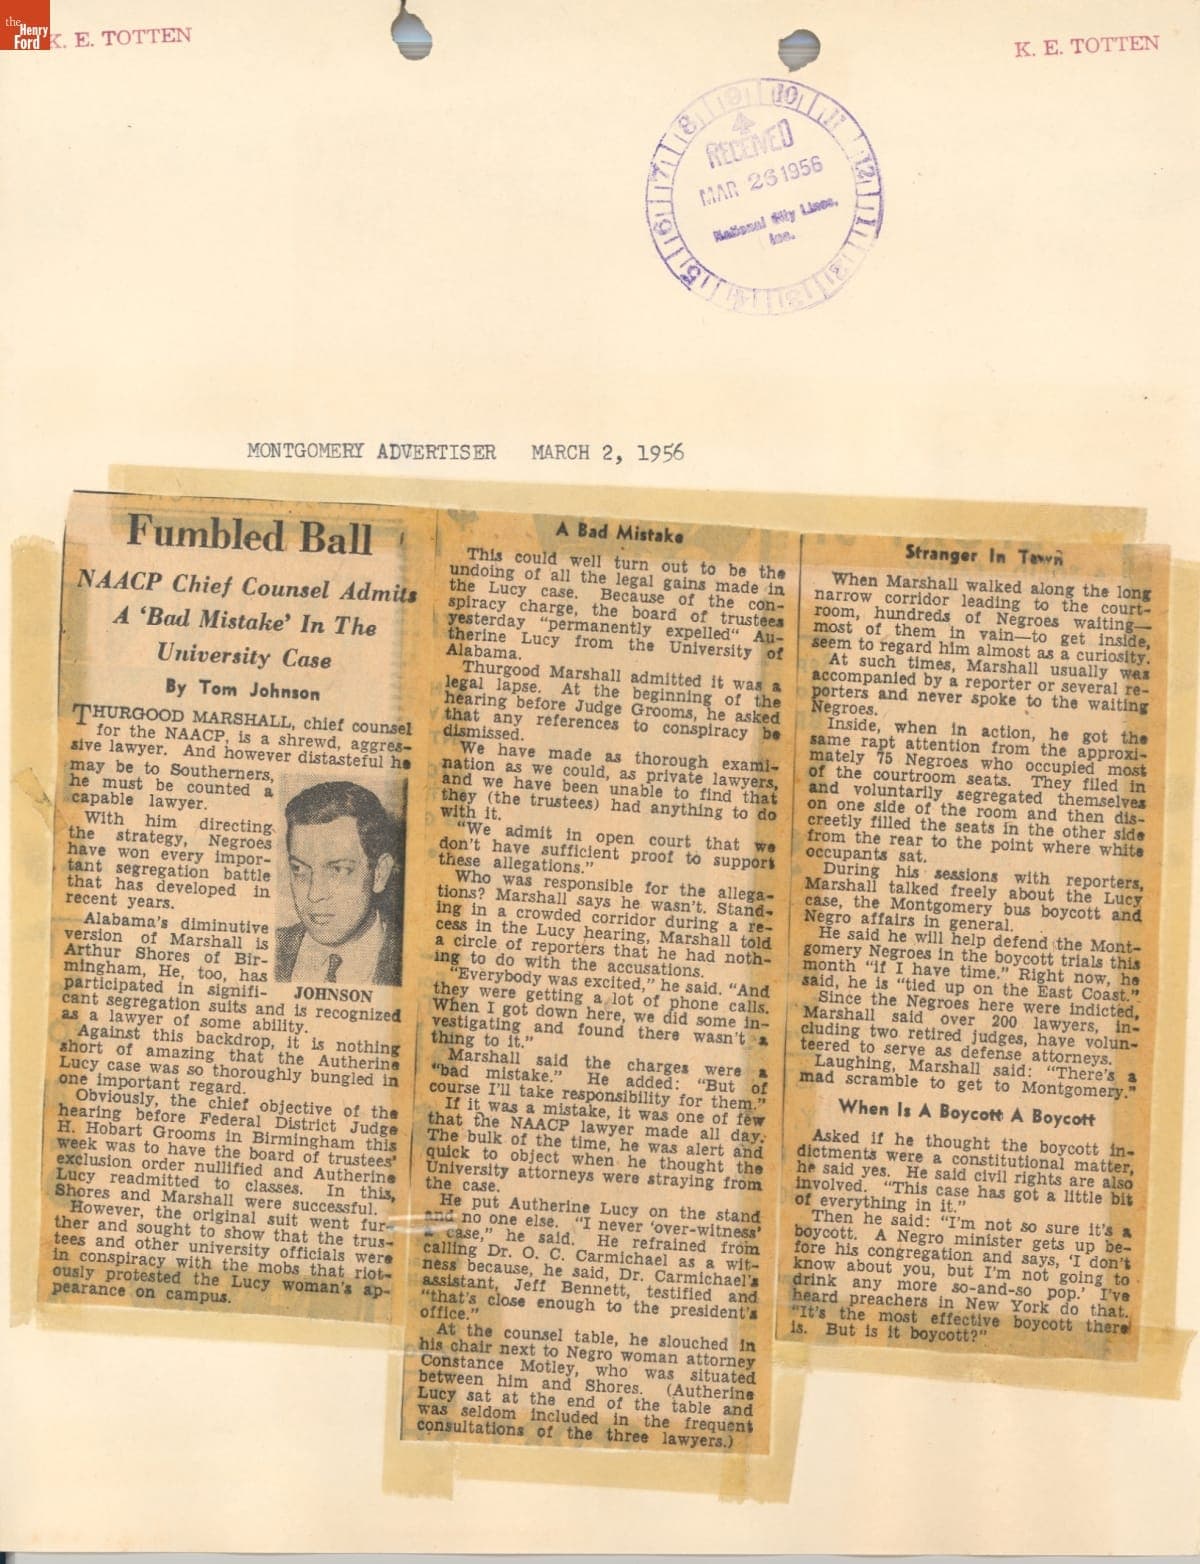 the
Henry
Ford
K. E. TOTTEN
K. E. TOTTEN
8 9 10 11 12 1 2 3 4 5 6 7
RECEIVED
MAR 26 1956
National City Lines,
Inc.
MONTGOMERY ADVERTISER MARCH 2, 1956
Fumbled Ball
NAACP Chief Counsel Admits
A 'Bad Mistake' In The
University Case
By Tom Johnson
THURGOOD MARSHALL, chief counsel
for the NAACP, is a shrewd, aggres-
sive lawyer. And however distasteful he
may be to Southerners,
he must be counted a
capable lawyer.
With him directing
the strategy, Negroes
have won every impor-
tant segregation battle
that has developed in
recent years.
Alabama's diminutive
version of Marshall is
Arthur Shores of Bir-
mingham, He, too, has
participated in signifi-
cant segregation suits and is recognized
as a lawyer of some ability.
JOHNSON
Against this backdrop, it is nothing
short of amazing that the Autherine
Lucy case was so thoroughly bungled in
one important regard.
Obviously, the chief objective of the
hearing before Federal District Judge
H. Hobart Grooms in Birmingham this
week was to have the board of trustees'
exclusion order nullified and Autherine
Lucy readmitted to classes. In this,
Shores and Marshall were successful.
However, the original suit went fur-
ther and sought to show that the trus-
tees and other university officials were
in conspiracy with the mobs that riot-
ously protested the Lucy woman's ap-
pearance on campus.
A Bad Mistake
This could well turn out to be the
undoing of all the legal gains made in
the Lucy case. Because of the con-
spiracy charge, the board of trustees
yesterday "permanently expelled" Au-
therine Lucy from the University of
Alabama.
Thurgood Marshall admitted it was a
legal lapse. At the beginning of the
hearing before Judge Grooms, he asked
that any references to conspiracy be
dismissed.
We have made as thorough exami-
nation as we could, as private lawyers,
and we have been unable to find that
they (the trustees) had anything to do
with it.
"We admit in open court that we
don't have sufficient proof to support
these allegations."
Who was responsible for the allega-
tions? Marshall says he wasn't. Stand-
ing in a crowded corridor during a re-
cess in the Lucy hearing, Marshall told
a circle of reporters that he had noth-
ing to do with the accusations.
"Everybody was excited," he said. "And
they were getting a lot of phone calls.
When I got down here, we did some in-
vestigating and found there wasn't a
thing to it."
Marshall said the charges were a
"bad mistake." He added: "But of
course I'll take responsibility for them."
If it was a mistake, it was one of few
that the NAACP lawyer made all day.
The bulk of the time, he was alert and
quick to object when he thought the
University attorneys were straying from
the case.
He put Autherine Lucy on the stand
and no one else. "I never 'over-witness'
a case," he said. He refrained from
calling Dr. O. C. Carmichael as a wit-
ness because, he said, Dr. Carmichael's
assistant, Jeff Bennett, testified and
"that's close enough to the president's
office."
At the counsel table, he slouched in
his chair next to Negro woman attorney
Constance Motley, who was situated
between him and Shores. (Autherine
Lucy sat at the end of the table and
was seldom included in the frequent
consultations of the three lawyers.)
Stranger In Town
When Marshall walked along the long
narrow corridor leading to the court-
room, hundreds of Negroes waiting—
most of them in vain—to get inside,
seem to regard him almost as a curiosity.
At such times, Marshall usually was
accompanied by a reporter or several re-
porters and never spoke to the waiting
Negroes.
Inside, when in action, he got the
same rapt attention from the approxi-
mately 75 Negroes who occupied most
of the courtroom seats. They filed in
and voluntarily segregated themselves
on one side of the room and then dis-
creetly filled the seats in the other side
from the rear to the point where white
occupants sat.
During his sessions with reporters,
Marshall talked freely about the Lucy
case, the Montgomery bus boycott and
Negro affairs in general.
He said he will help defend the Mont-
gomery Negroes in the boycott trials this
month "if I have time." Right now, he
said, he is "tied up on the East Coast."
Since the Negroes here were indicted,
Marshall said over 200 lawyers, in-
cluding two retired judges, have volun-
teered to serve as defense attorneys.
Laughing, Marshall said: "There's a
mad scramble to get to Montgomery."
When Is A Boycott A Boycott
Asked if he thought the boycott in-
dictments were a constitutional matter,
he said yes. He said civil rights are also
involved. "This case has got a little bit
of everything in it."
Then he said: "I'm not so sure it's a
boycott. A Negro minister gets up be-
fore his congregation and says, 'I don't
know about you, but I'm not going to
drink any more so-and-so pop.' I've
heard preachers in New York do that.
"It's the most effective boycott there
is. But is it boycott?"